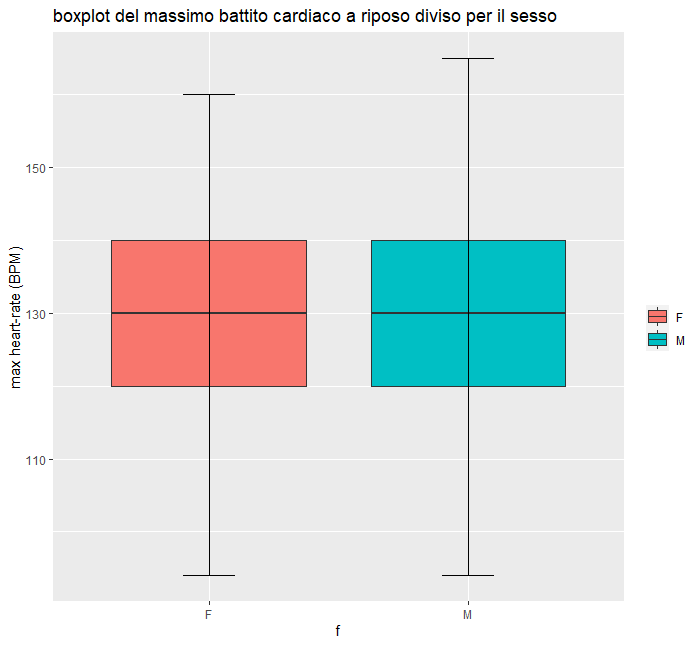 boxplot del massimo battito cardiaco a riposo diviso per il sesso
max heart-rate (BPM)
150
130
110
F
M
f
F
M